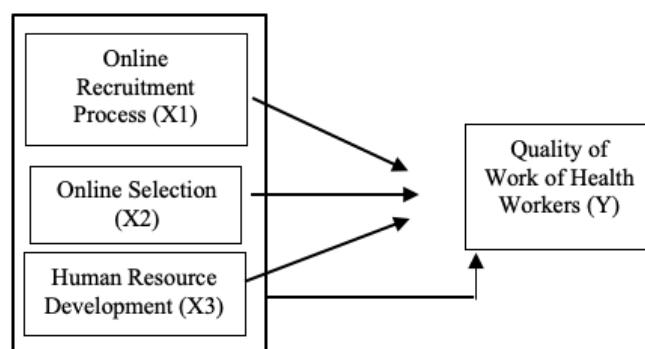 Online
Recruitment
Process (X1)
Online Selection
(X2)
Human Resource
Development (X3)
Quality of
Work of Health
Workers (Y)